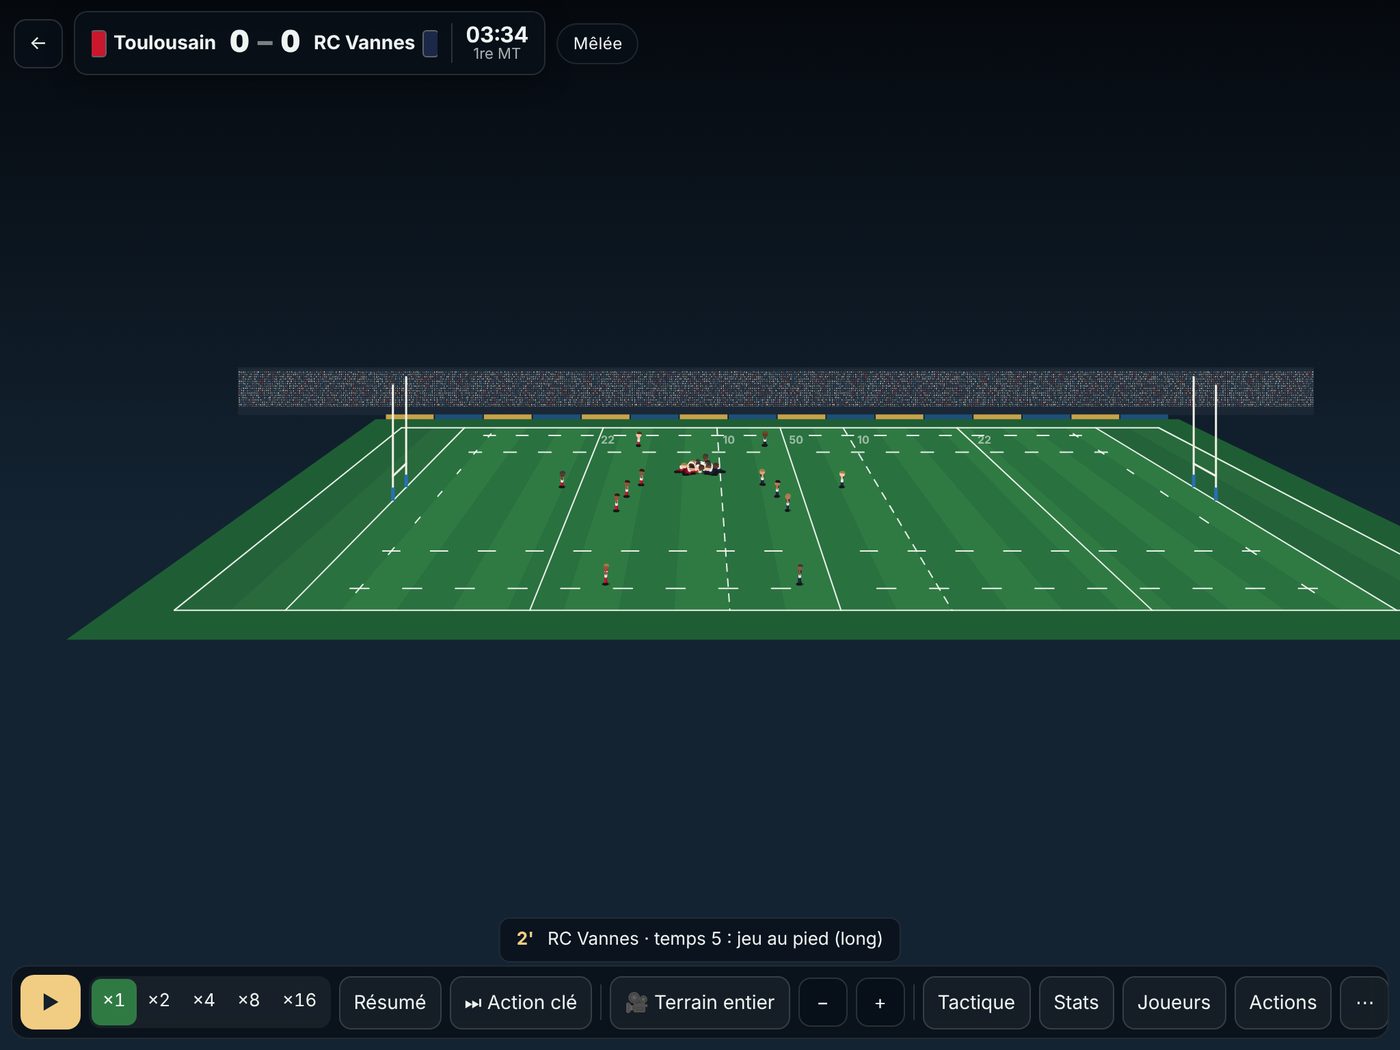 ←
Toulousain 0 – 0 RC Vannes
03:34
1re MT
Mêlée
22
10
50
10
22
2' RC Vannes · temps 5 : jeu au pied (long)
×1 ×2 ×4 ×8 ×16 Résumé ⏭ Action clé 🎥 Terrain entier − + Tactique Stats Joueurs Actions ⋯